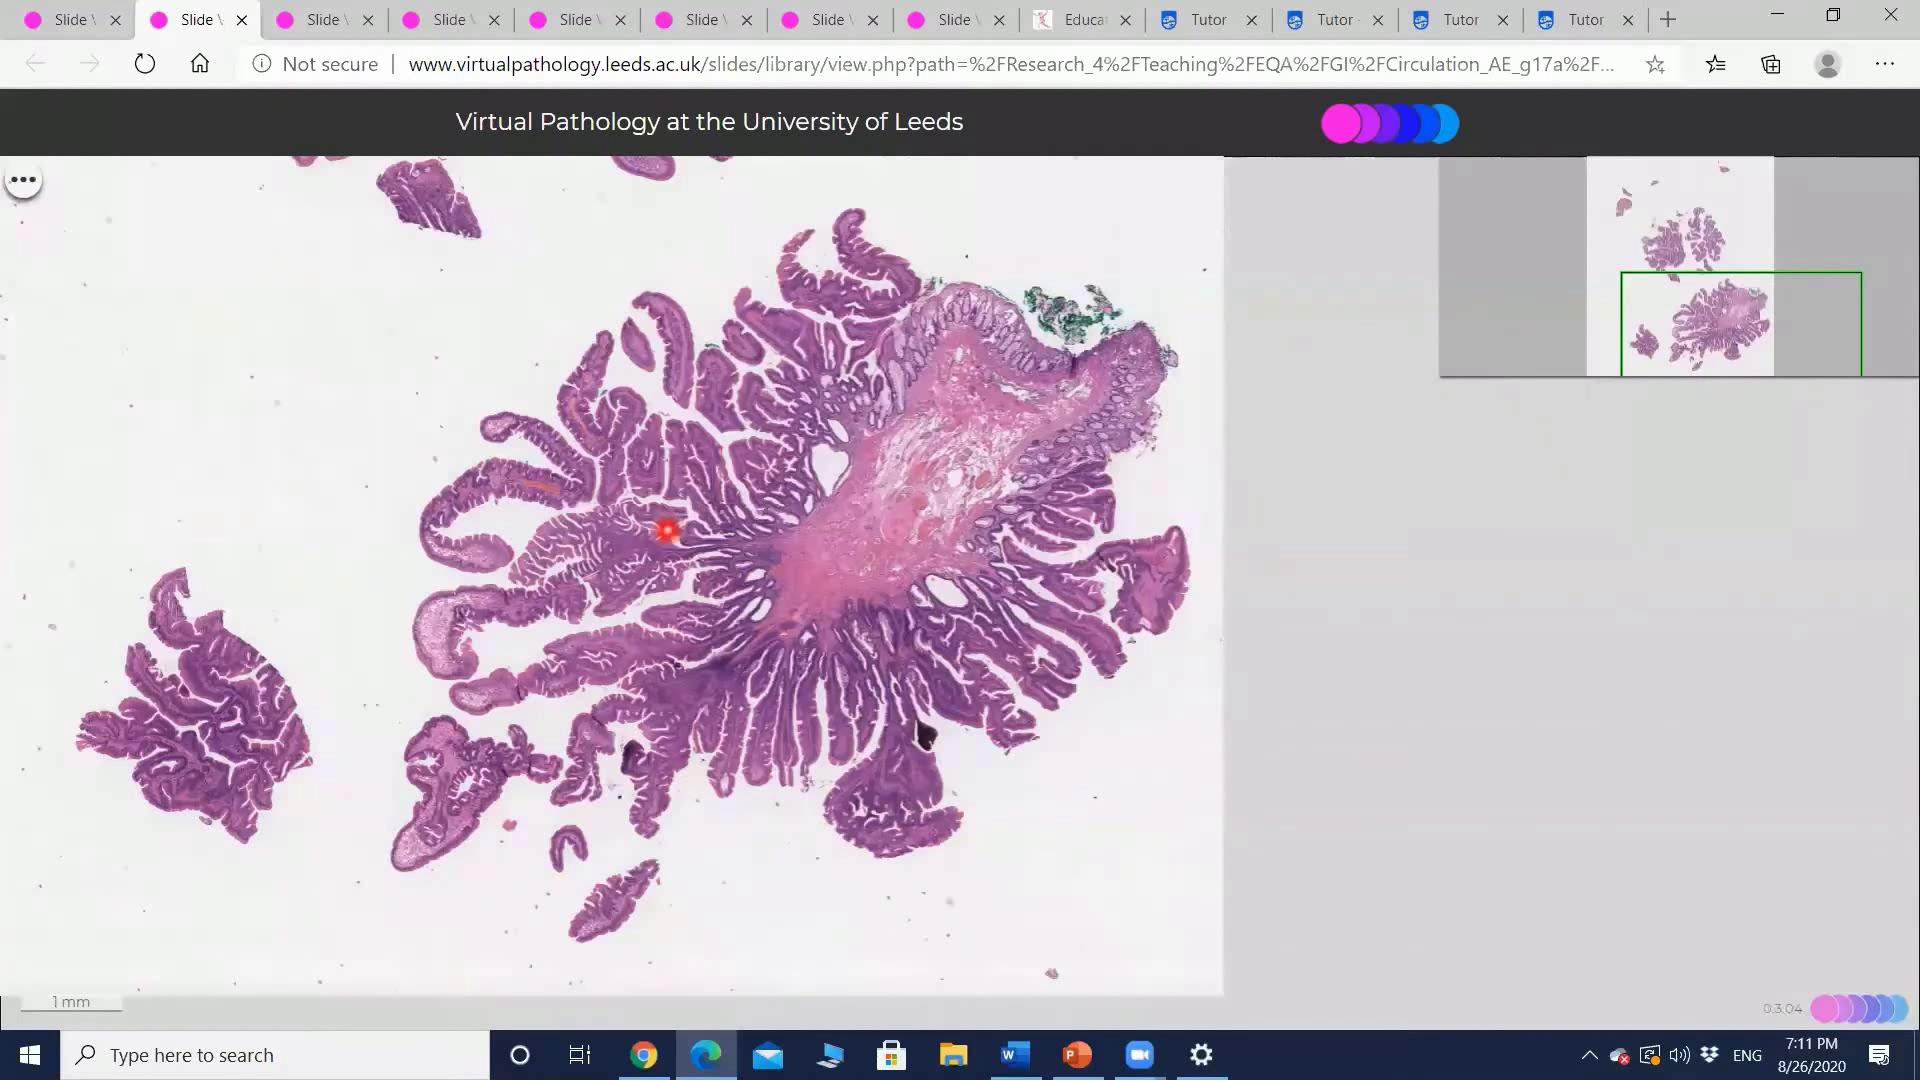 Slide \
Slide \
Slide \
Slide \
Slide \
Slide \
Slide \
Slide \
Educa
Tutor
Tutor
Tutor
Tutor
Not secure
www.virtualpathology.leeds.ac.uk/slides/library/view.php?path=%2FResearch_4%2FTeaching%2FEQA%2FGI%2FCirculation_AE_g17a%2F...
Virtual Pathology at the University of Leeds
1 mm
0.3.04
Type here to search
ENG
7:11 PM
8/26/2020